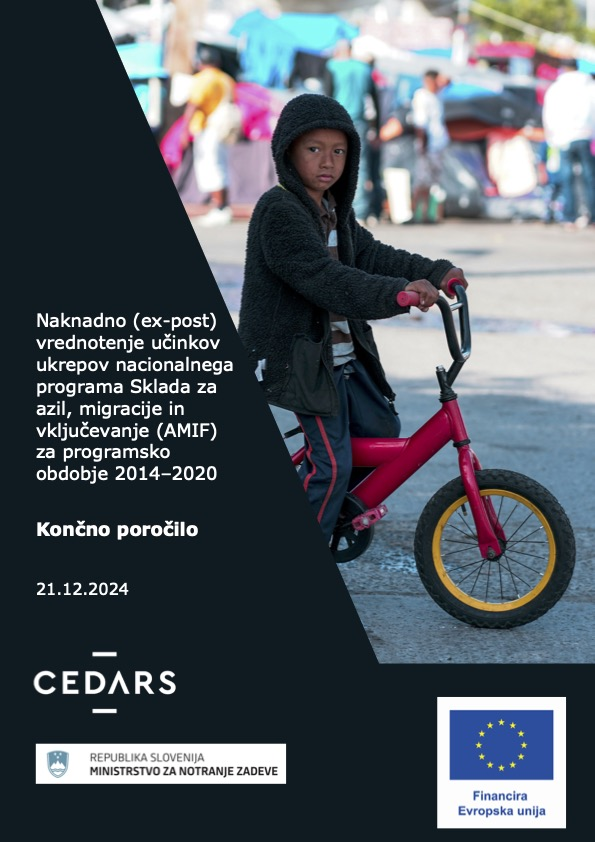 Naknadno (ex-post)
vrednotenje učinkov
ukrepov nacionalnega
programa Sklada za
azil, migracije in
vključevanje (AMIF)
za programsko
obdobje 2014–2020
Končno poročilo
21.12.2024
CEDARS
REPUBLIKA SLOVENIJA
MINISTRSTVO ZA NOTRANJE ZADEVE
Financira
Evropska unija